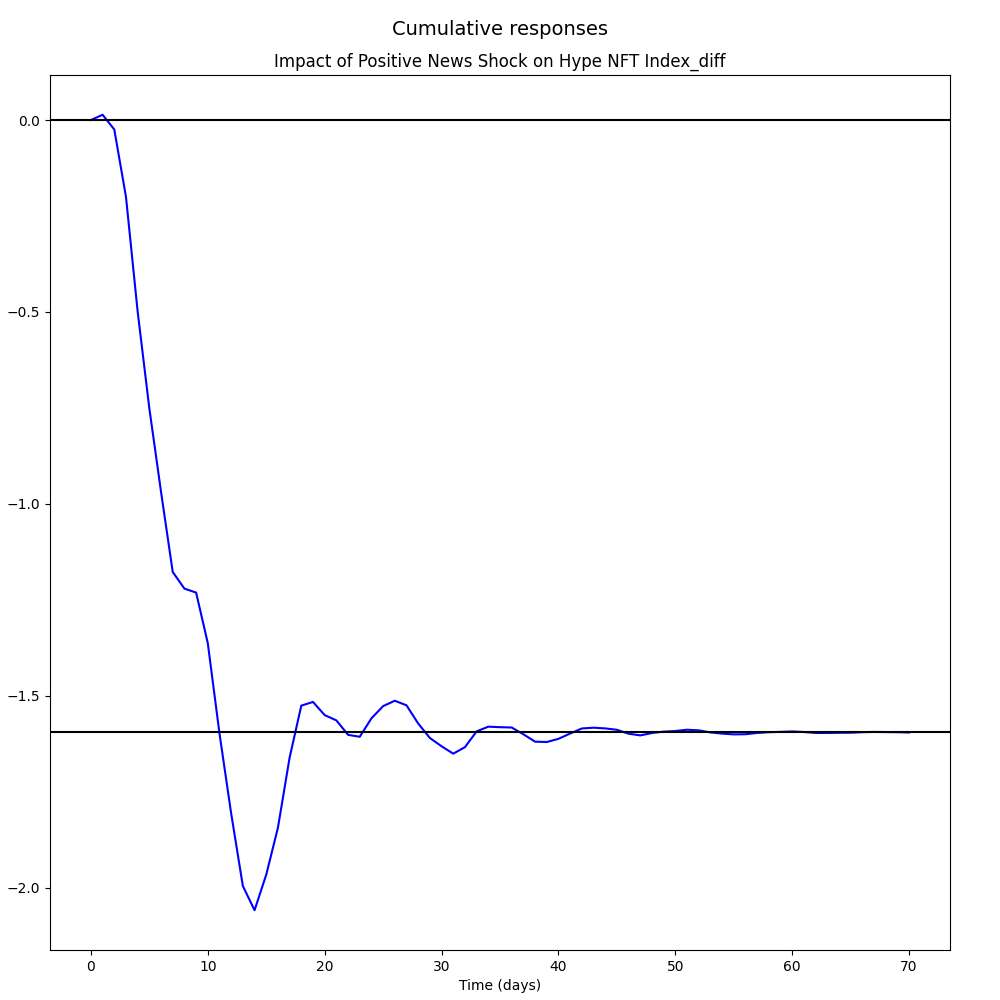 Cumulative responses
Impact of Positive News Shock on Hype NFT Index_diff
0.0
−0.5
−1.0
−1.5
−2.0
0 10 20 30 40 50 60 70
Time (days)